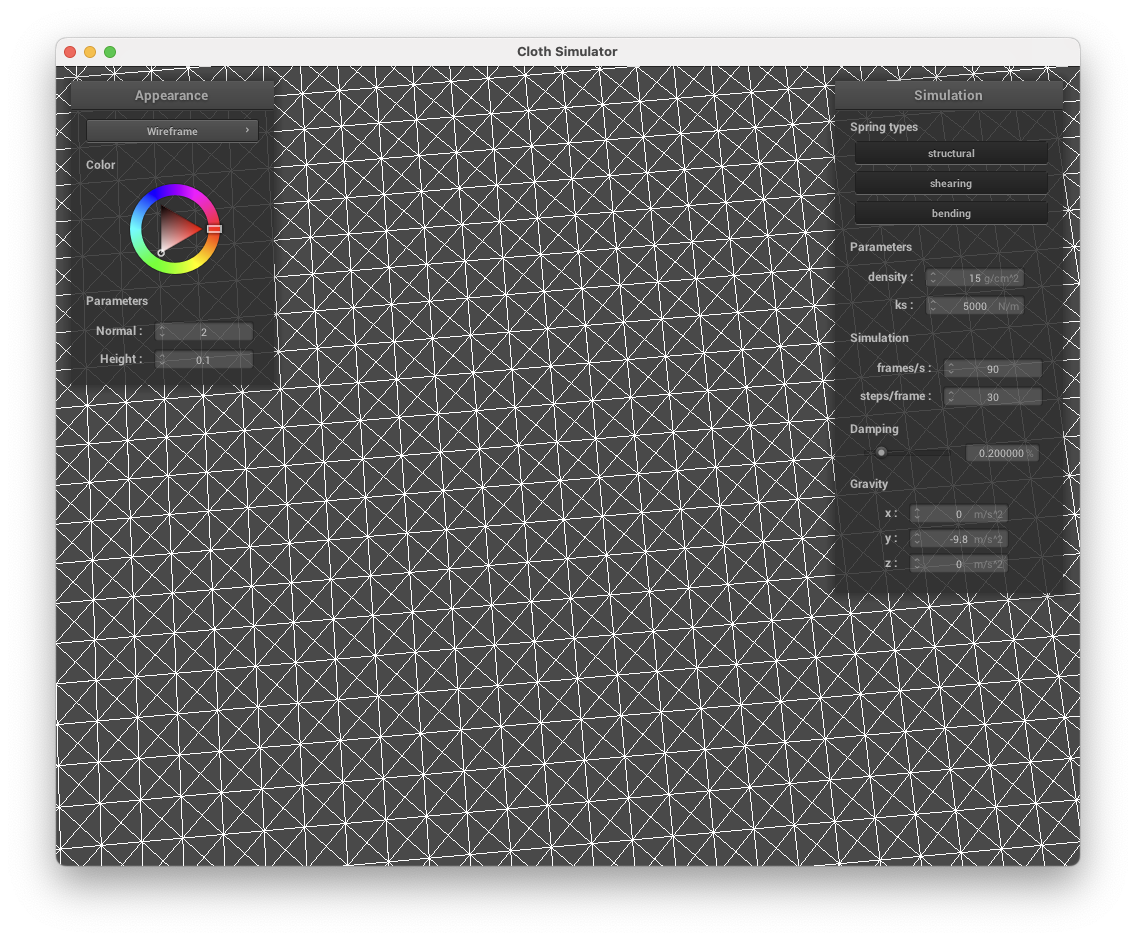 Cloth Simulator
Appearance
Wireframe ›
Color
Parameters
Normal : 2
Height : 0.1
Simulation
Spring types
structural
shearing
bending
Parameters
density : 15 g/cm^2
ks : 5000 N/m
Simulation
frames/s : 90
steps/frame : 30
Damping
0.200000 %
Gravity
x : 0 m/s^2
y : -9.8 m/s^2
z : 0 m/s^2